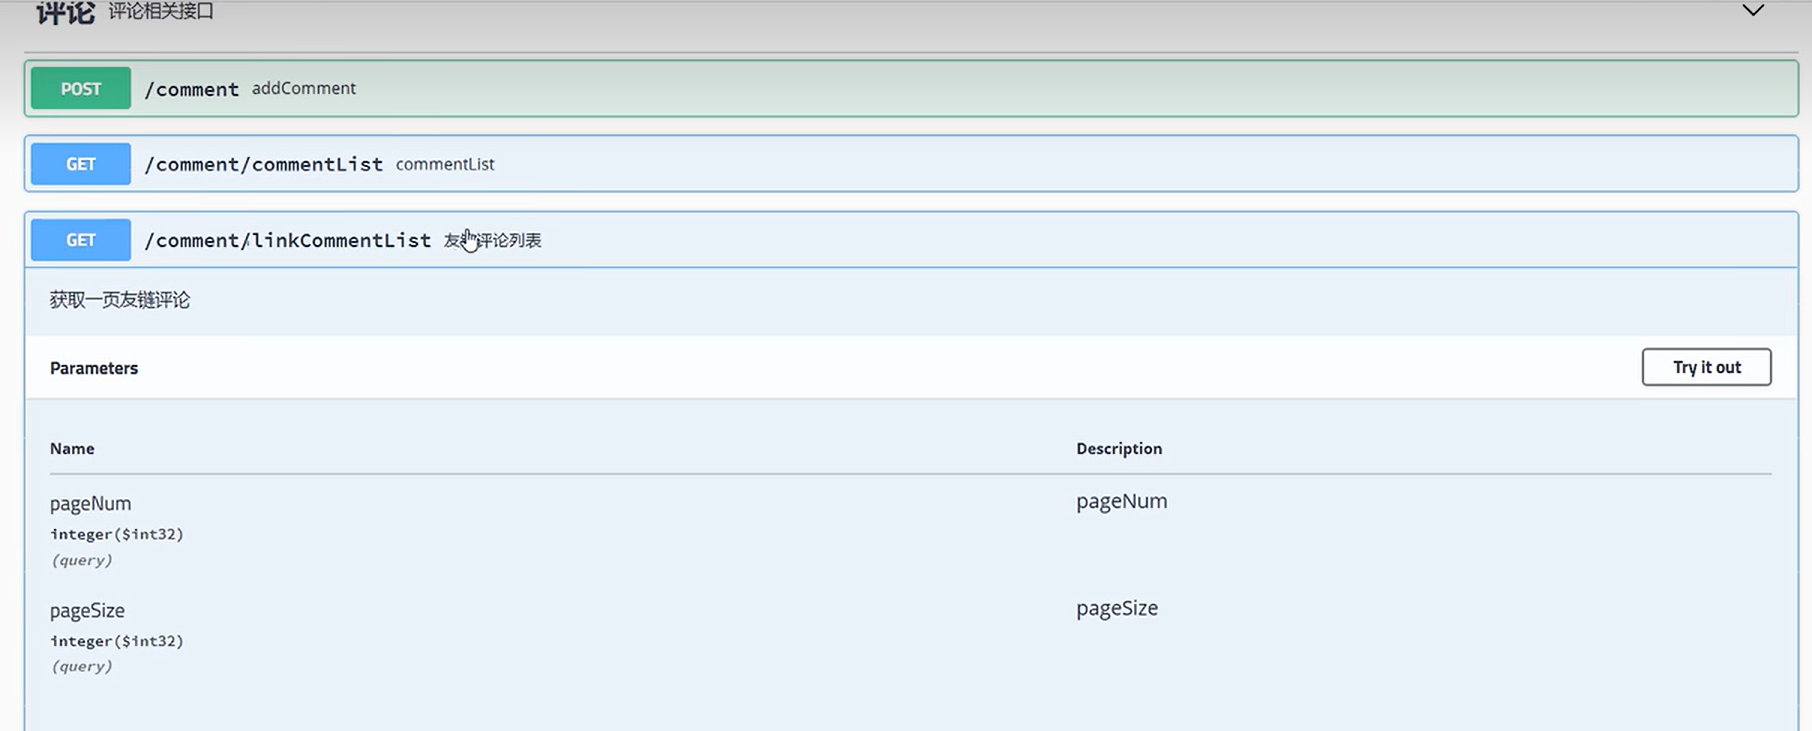 评论 评论相关接口
POST /comment addComment
GET /comment/commentList commentList
GET /comment/linkCommentList 友链评论列表
获取一页友链评论
Parameters
Try it out
Name Description
pageNum pageNum
integer($int32)
(query)
pageSize pageSize
integer($int32)
(query)